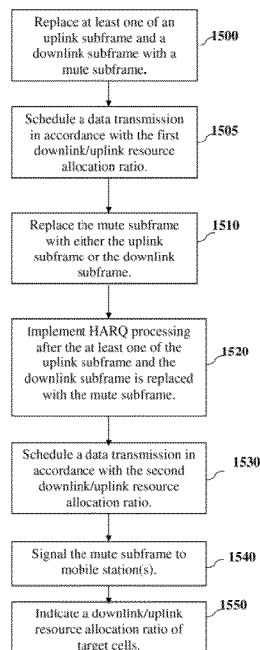 Replace at least one of an
uplink subframe and a
downlink subframe with a
mute subframe.
1500
Schedule a data transmission
in accordance with the first
downlink/uplink resource
allocation ratio.
1505
Replace the mute subframe
with either the uplink
subframe or the downlink
subframe.
1510
Implement HARQ processing
after the at least one of the
uplink subframe and the
downlink subframe is replaced
with the mute subframe.
1520
Schedule a data transmission in
accordance with the second
downlink/uplink resource
allocation ratio.
1530
Signal the mute subframe to
mobile station(s).
1540
Indicate a downlink/uplink
resource allocation ratio of
target cells.
1550